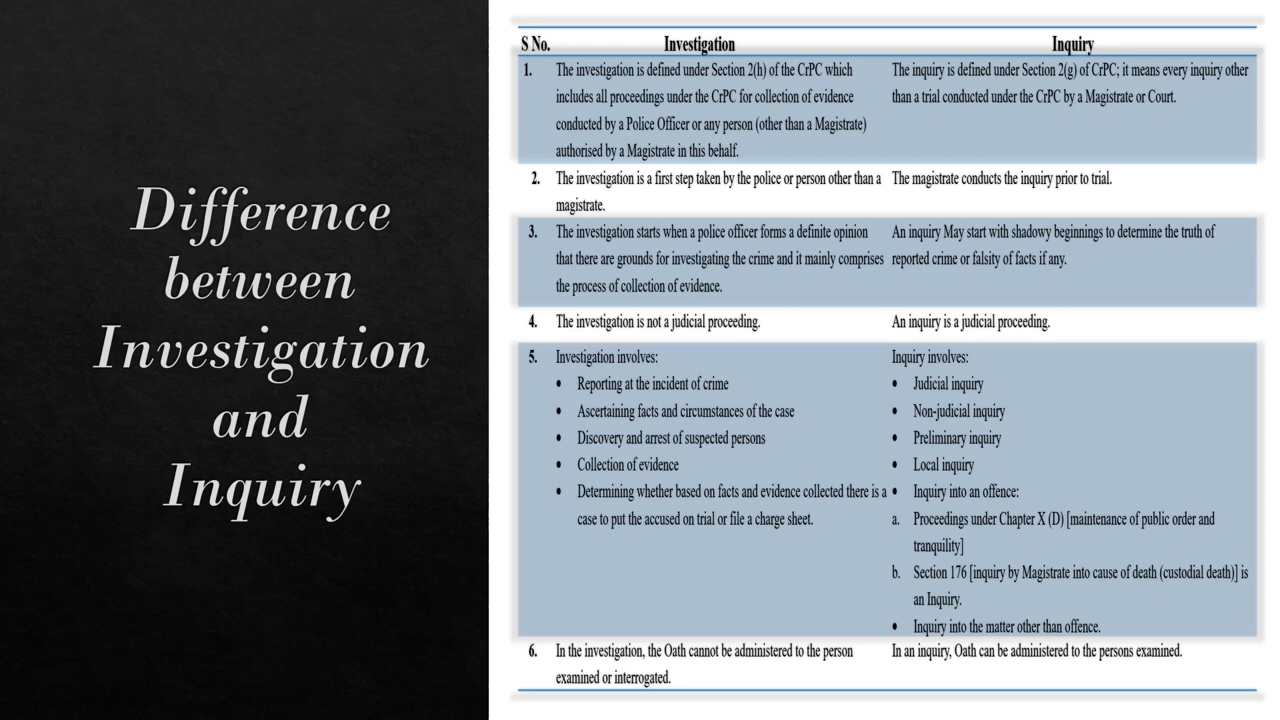 Difference
between
Investigation
and
Inquiry
S No. Investigation Inquiry
1. The investigation is defined under Section 2(h) of the CrPC which
includes all proceedings under the CrPC for collection of evidence
conducted by a Police Officer or any person (other than a Magistrate)
authorised by a Magistrate in this behalf.
The inquiry is defined under Section 2(g) of CrPC; it means every inquiry other
than a trial conducted under the CrPC by a Magistrate or Court.
2. The investigation is a first step taken by the police or person other than a
magistrate.
The magistrate conducts the inquiry prior to trial.
3. The investigation starts when a police officer forms a definite opinion
that there are grounds for investigating the crime and it mainly comprises
the process of collection of evidence.
An inquiry May start with shadowy beginnings to determine the truth of
reported crime or falsity of facts if any.
4. The investigation is not a judicial proceeding.
An inquiry is a judicial proceeding.
5. Investigation involves:
• Reporting at the incident of crime
• Ascertaining facts and circumstances of the case
• Discovery and arrest of suspected persons
• Collection of evidence
• Determining whether based on facts and evidence collected there is a
case to put the accused on trial or file a charge sheet.
Inquiry involves:
• Judicial inquiry
• Non-judicial inquiry
• Preliminary inquiry
• Local inquiry
• Inquiry into an offence:
a. Proceedings under Chapter X (D) [maintenance of public order and
tranquility]
b. Section 176 [inquiry by Magistrate into cause of death (custodial death)] is
an Inquiry.
• Inquiry into the matter other than offence.
6. In the investigation, the Oath cannot be administered to the person
examined or interrogated.
In an inquiry, Oath can be administered to the persons examined.